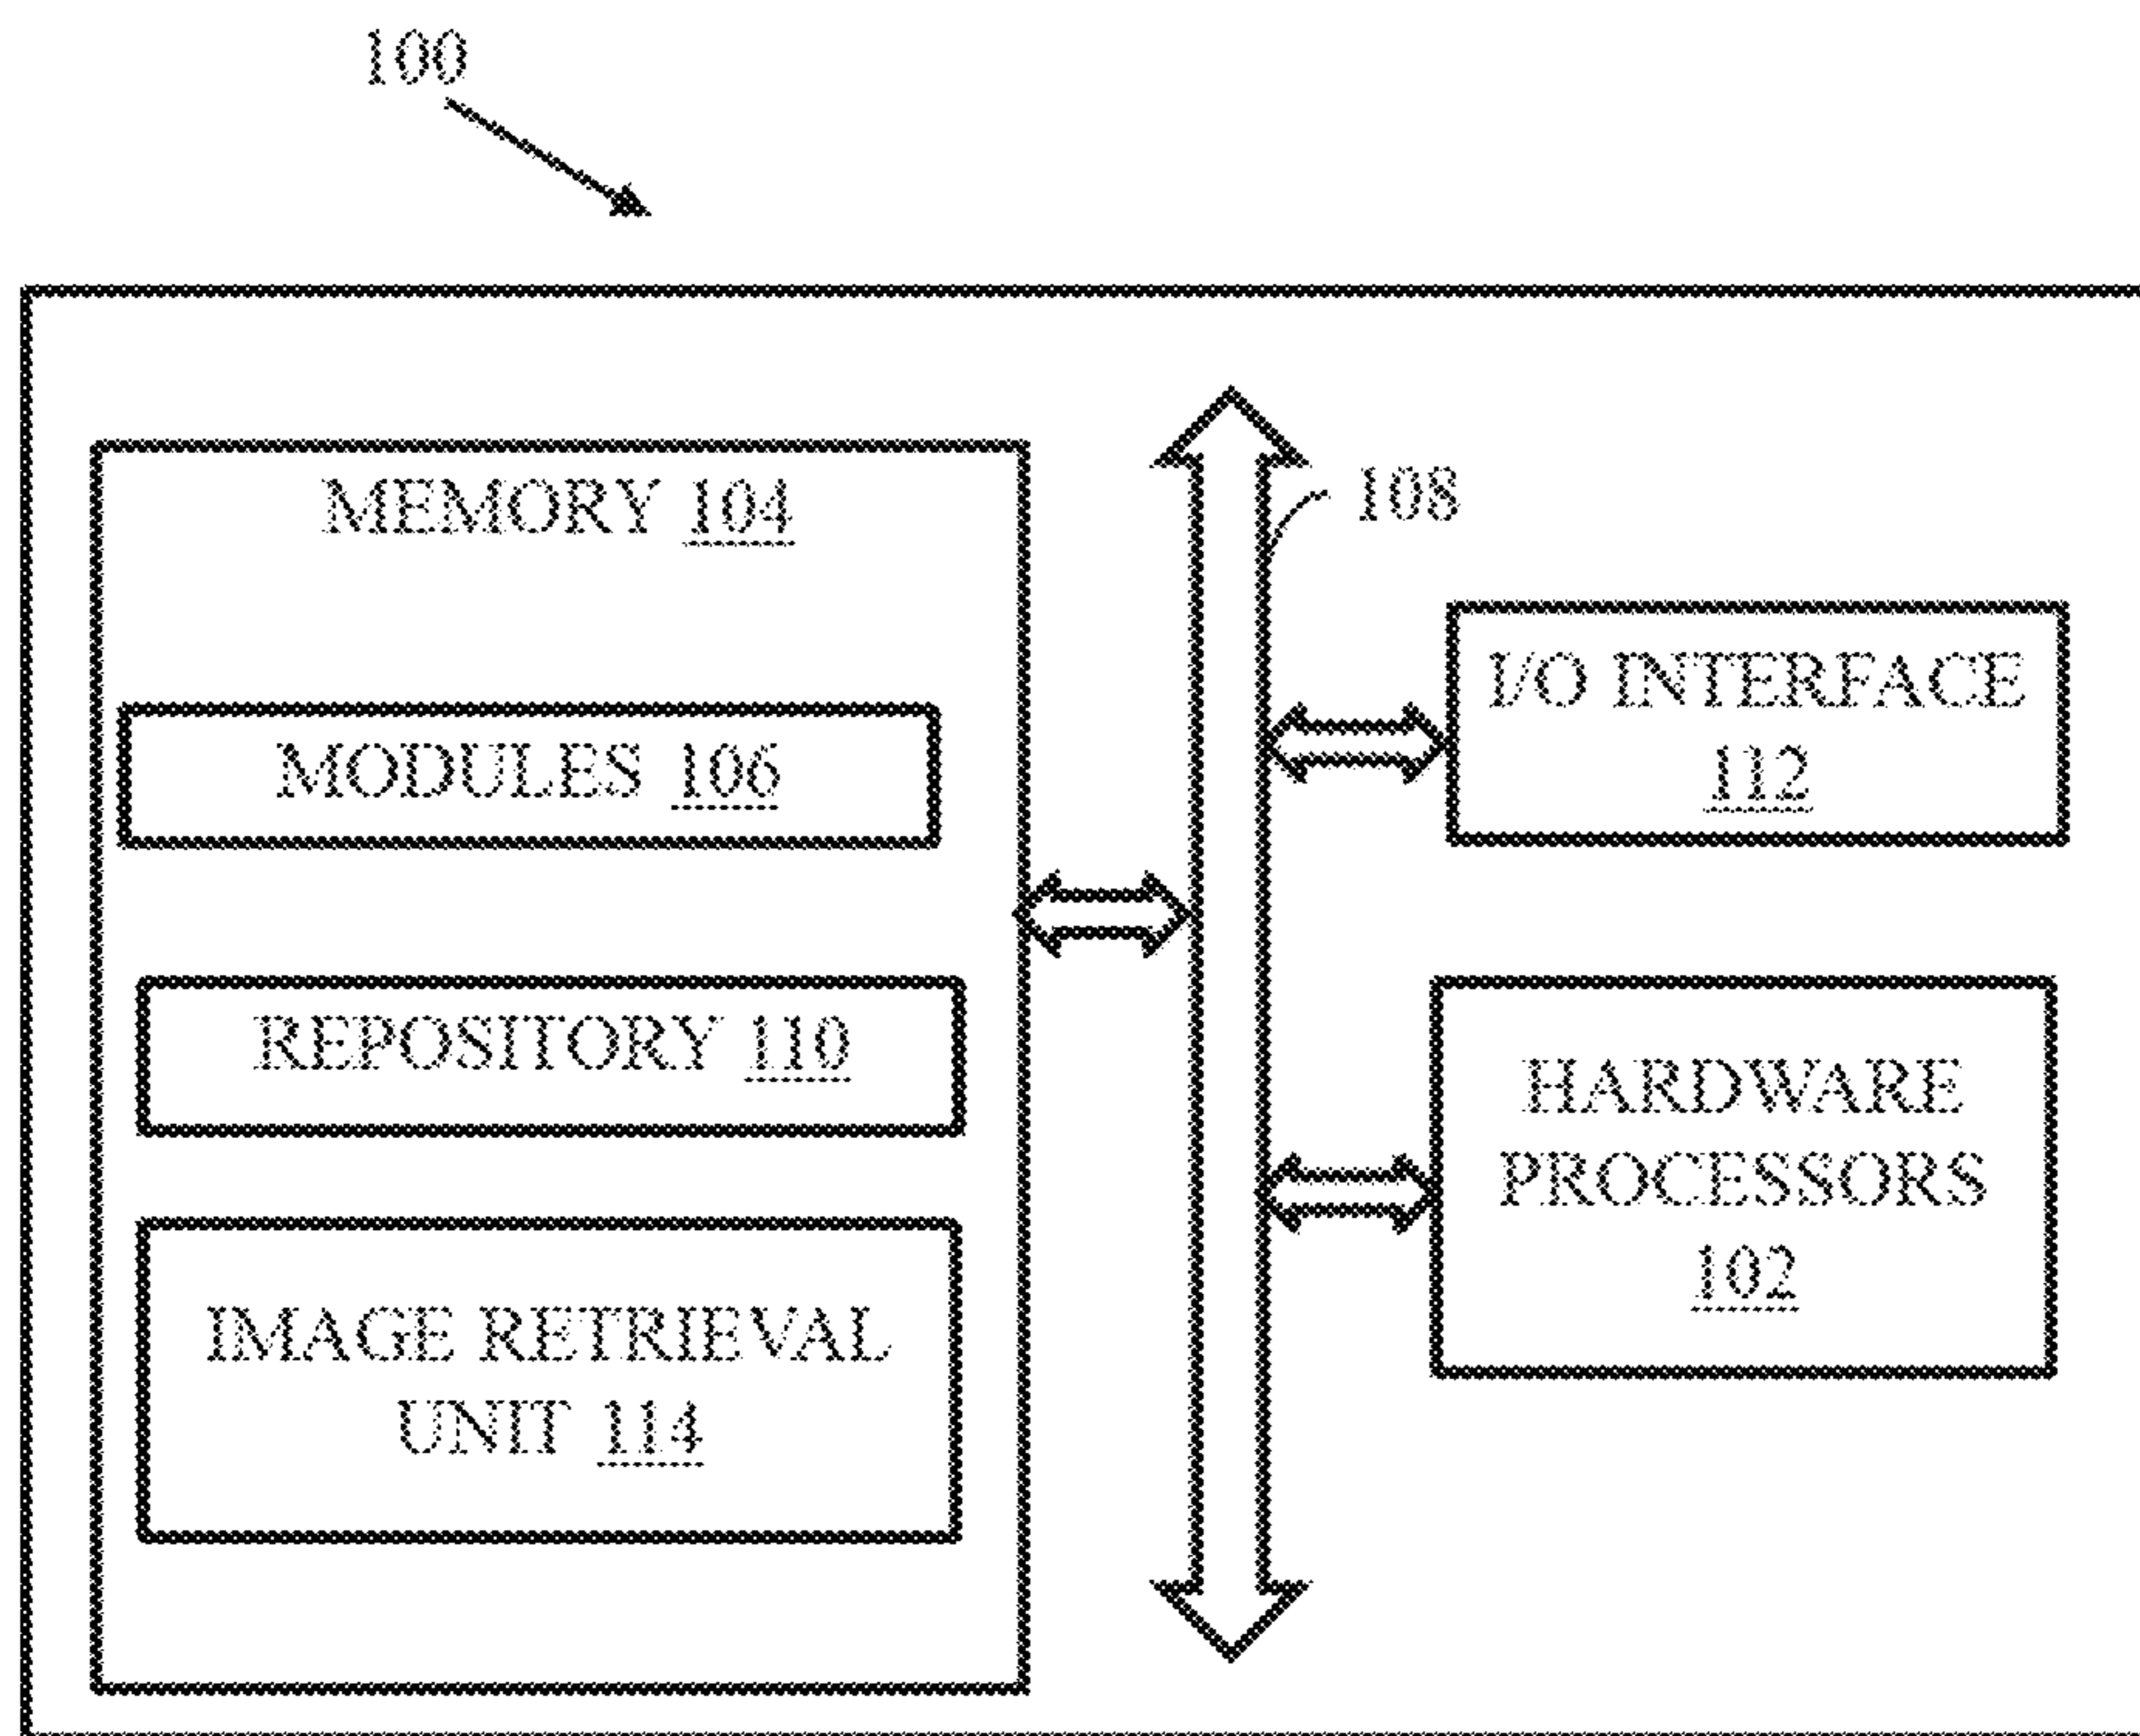 100
MEMORY 104
108
MODULES 106
I/O INTERFACE
112
REPOSITORY 110
HARDWARE
PROCESSORS
102
IMAGE RETRIEVAL
UNIT 114